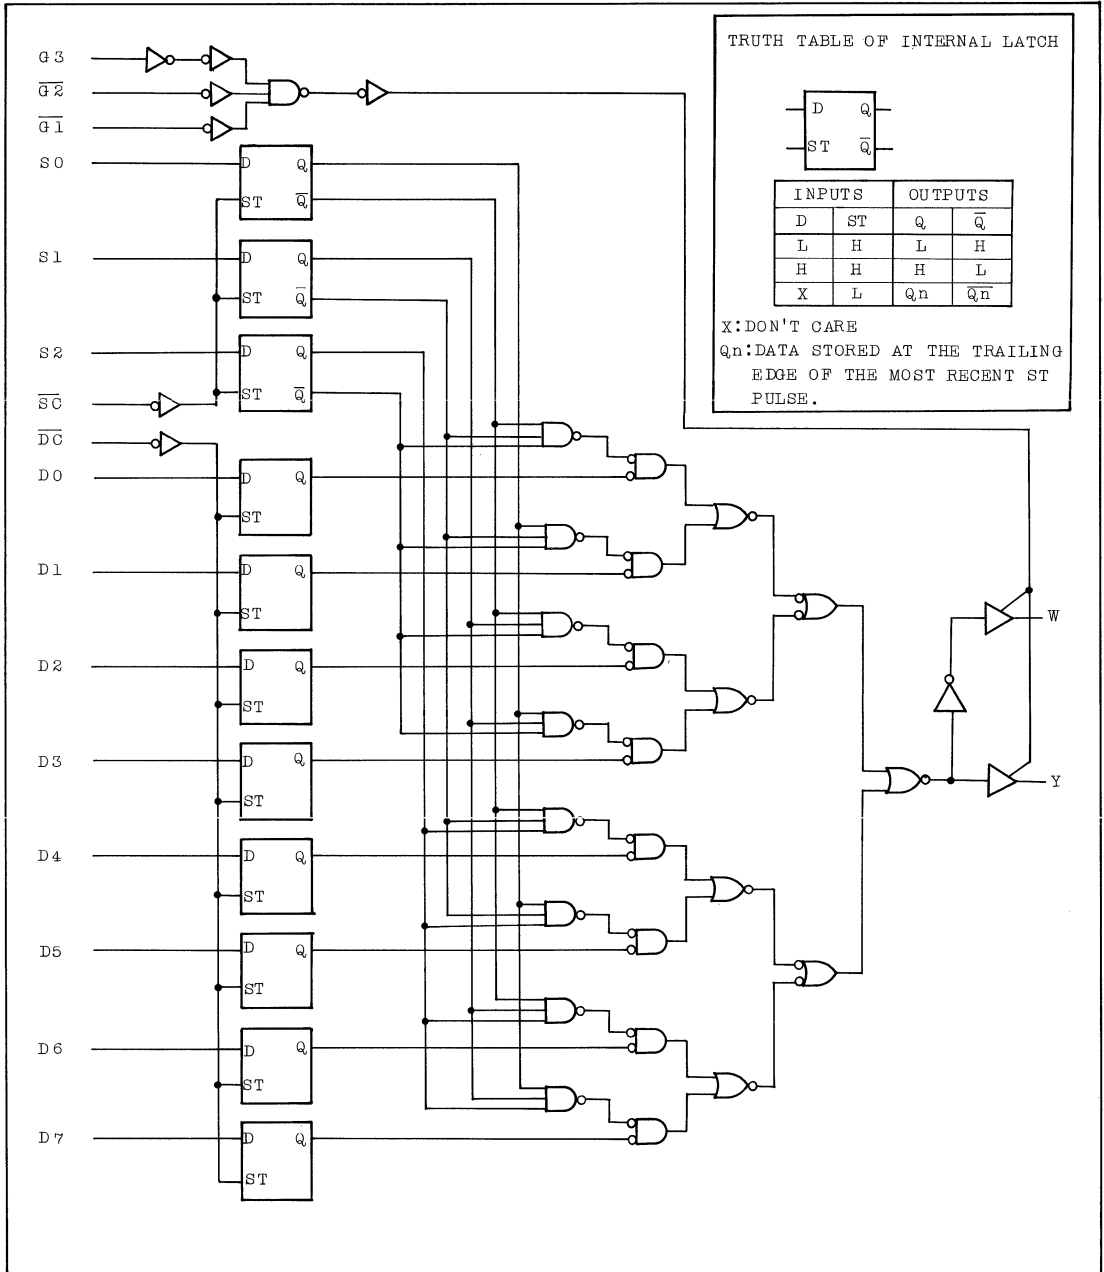 G3
G2
G1
S0
S1
S2
SC
DC
D0
D1
D2
D3
D4
D5
D6
D7
D Q
ST Q
D Q
ST Q
D Q
ST Q
D Q
ST
D Q
ST
D Q
ST
D Q
ST
D Q
ST
D Q
ST
D Q
ST
D Q
ST
W
Y
TRUTH TABLE OF INTERNAL LATCH
D Q
ST Q
INPUTS OUTPUTS
D ST Q Q
L H L H
H H H L
X L Qn Qn
X:DON'T CARE
Qn:DATA STORED AT THE TRAILING
EDGE OF THE MOST RECENT ST
PULSE.